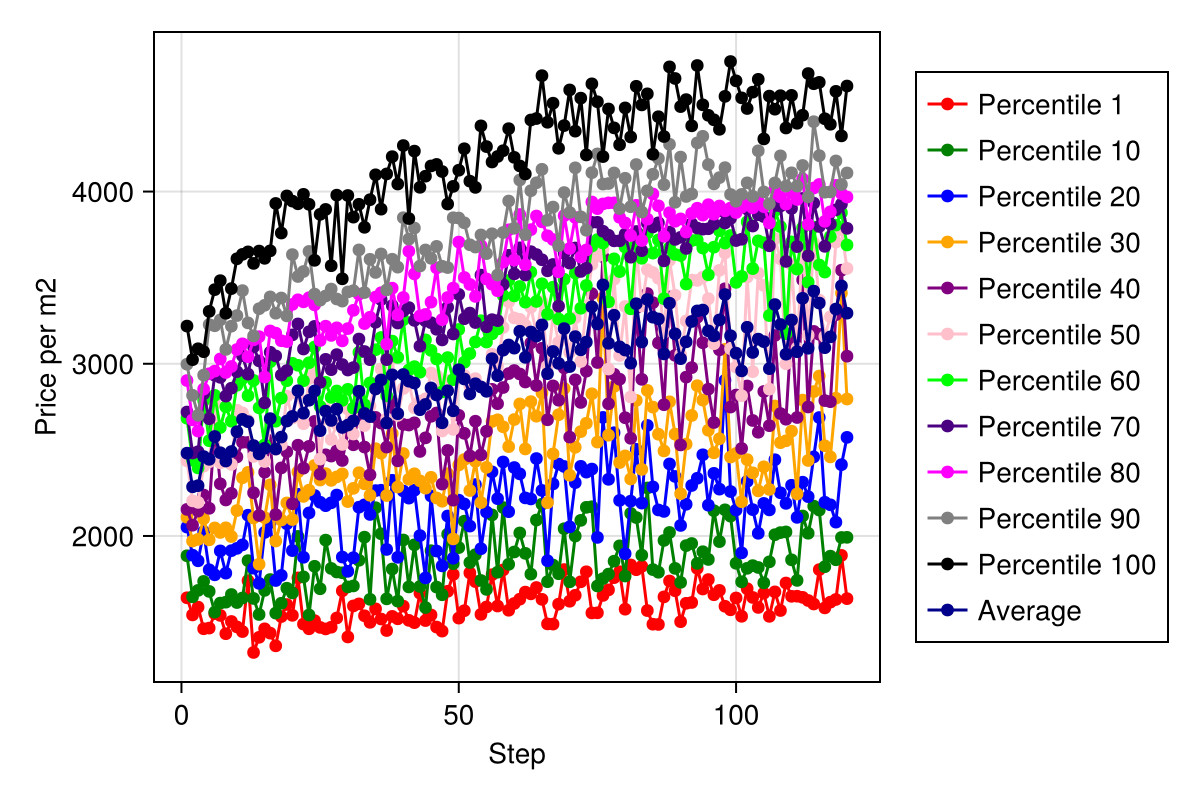 Price per m2
4000
3000
2000
0
50
100
Step
Percentile 1
Percentile 10
Percentile 20
Percentile 30
Percentile 40
Percentile 50
Percentile 60
Percentile 70
Percentile 80
Percentile 90
Percentile 100
Average